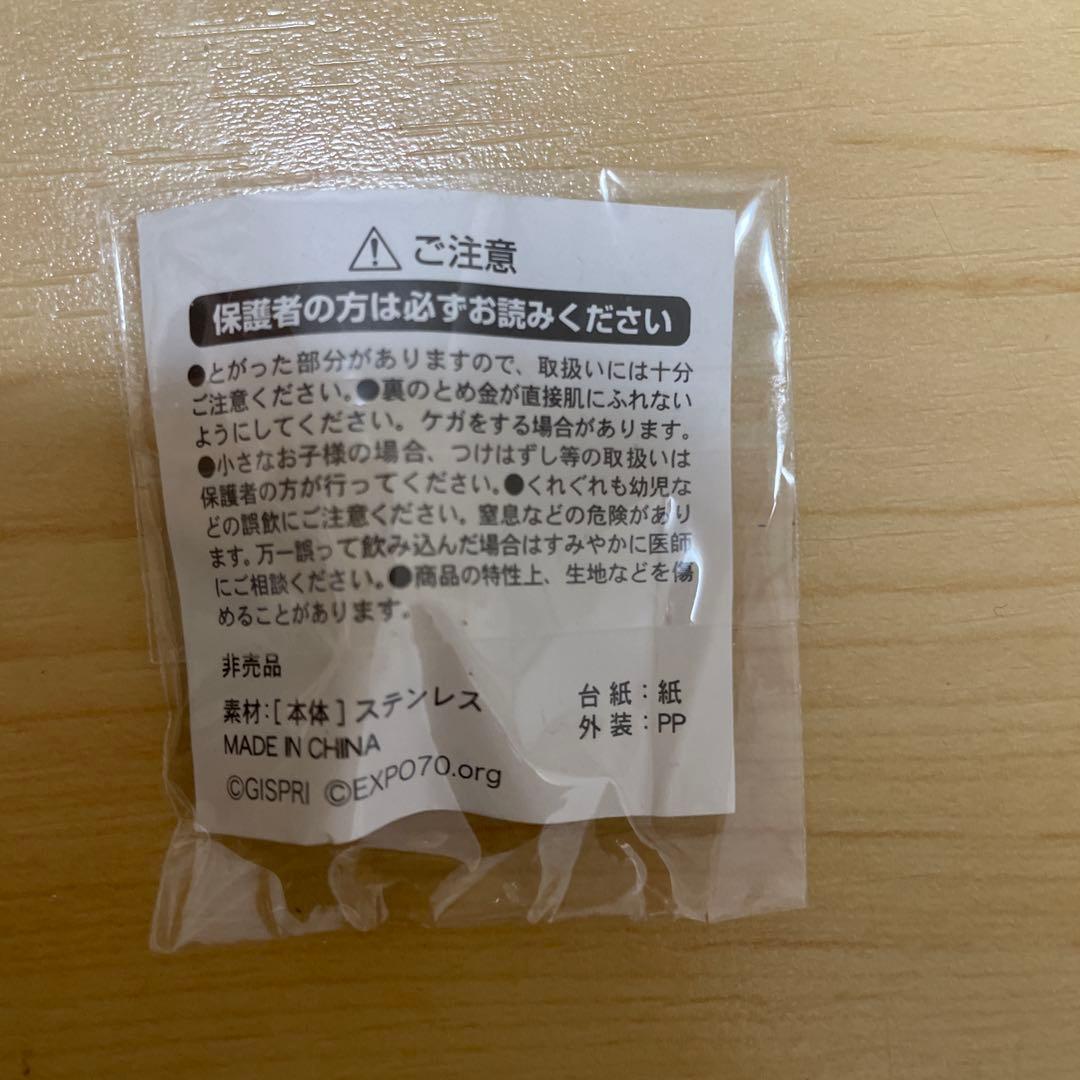 ⚠ ご注意
保護者の方は必ずお読みください
●とがった部分がありますので、取扱いには十分
ご注意ください。●裏のとめ金が直接肌にふれない
ようにしてください。ケガをする場合があります。
●小さなお子様の場合、つけはずし等の取扱いは
保護者の方が行ってください。●くれぐれも幼児な
どの誤飲にご注意ください。窒息などの危険があり
ます。万一誤って飲み込んだ場合はすみやかに医師
にご相談ください。●商品の特性上、生地などを傷
めることがあります。
非売品
素材:[本体]ステンレス
MADE IN CHINA
台紙:紙
外装:PP
©GISPRI ©EXPO70.org